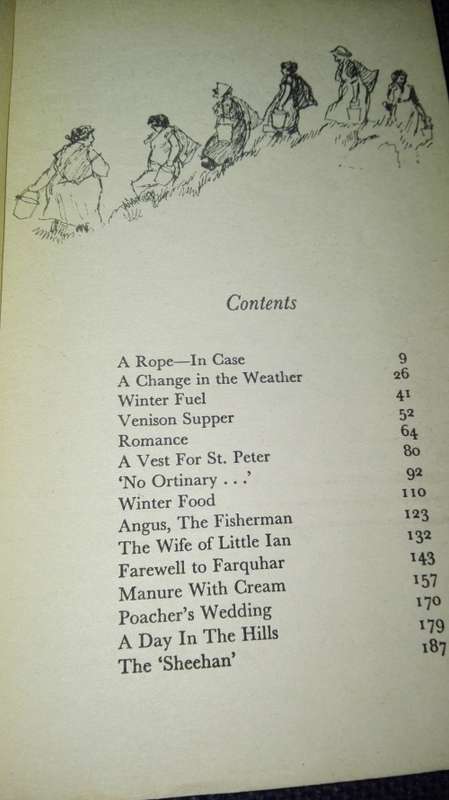 Contents
A Rope—In Case 9
A Change in the Weather 26
Winter Fuel 41
Venison Supper 52
Romance 64
A Vest For St. Peter 80
‘No Ortinary . . .’ 92
Winter Food 110
Angus, The Fisherman 123
The Wife of Little Ian 132
Farewell to Farquhar 143
Manure With Cream 157
Poacher’s Wedding 170
A Day In The Hills 179
The ‘Sheehan’ 187